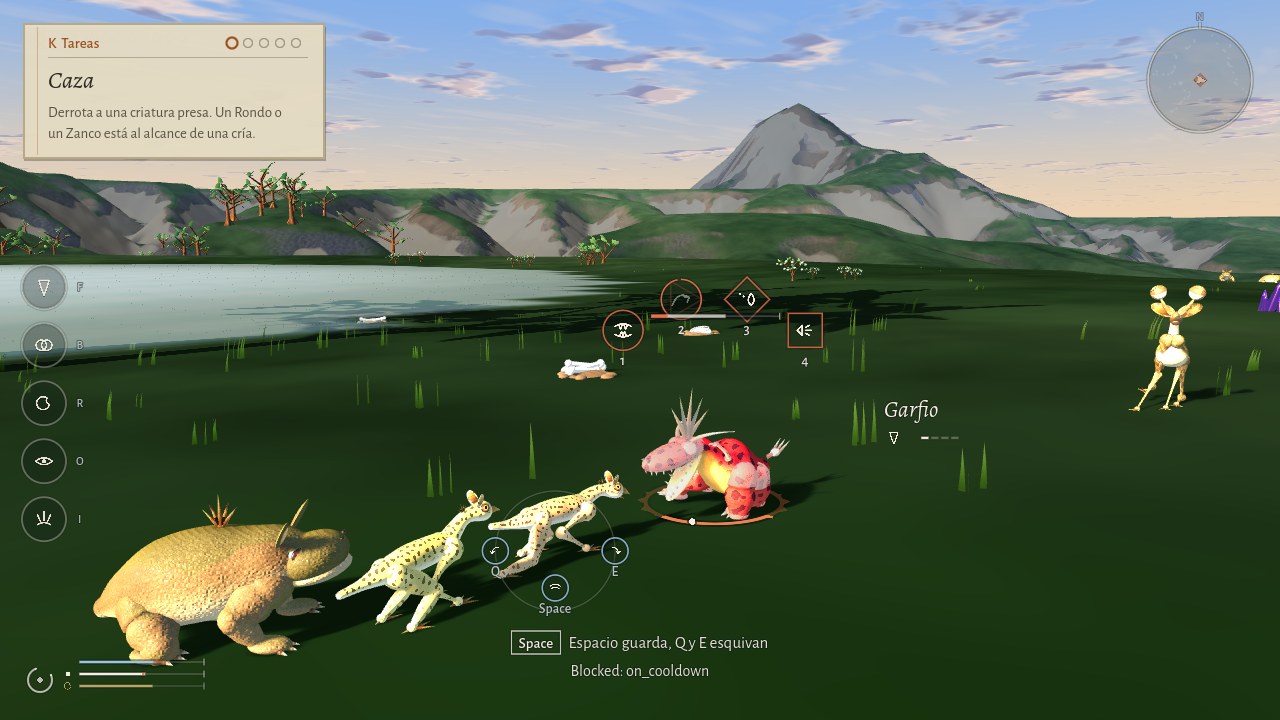 K Tareas
Caza
Derrota a una criatura presa. Un Rondo o
un Zanco está al alcance de una cría.
N
F
B
R
O
I
1
2
3
4
Garfio
Q
E
Space
Space Espacio guarda, Q y E esquivan
Blocked: on_cooldown